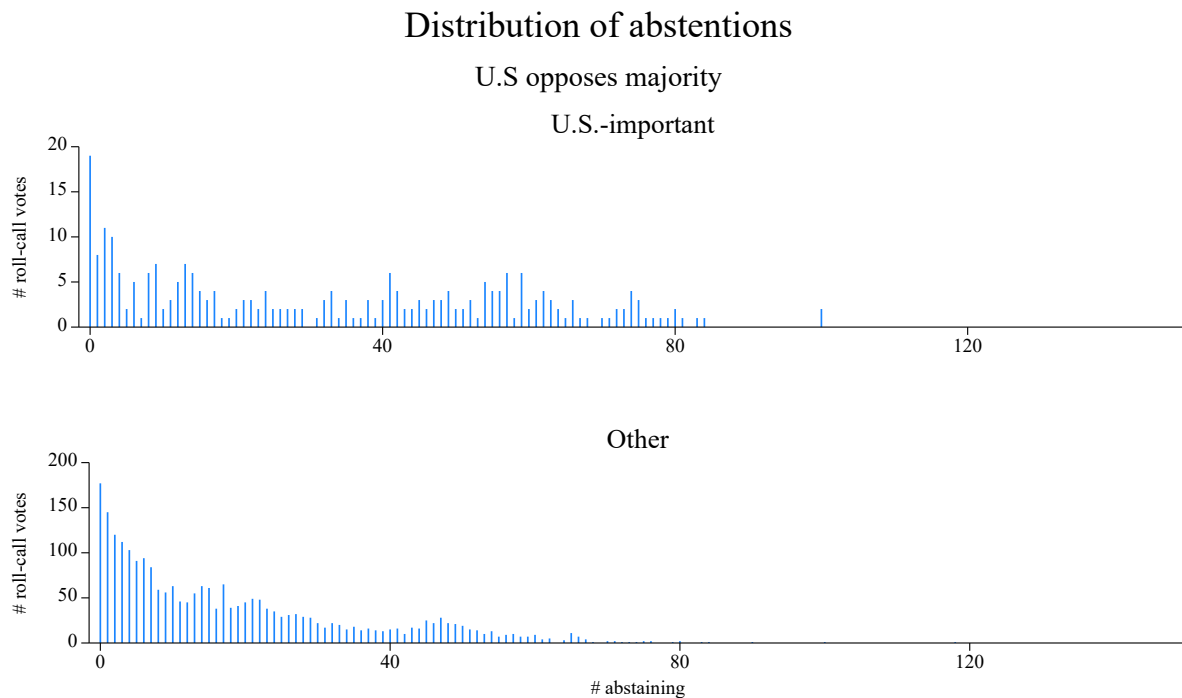 Distribution of abstentions
U.S opposes majority
U.S.-important
# roll-call votes
20
15
10
5
0
0 40 80 120
Other
# roll-call votes
200
150
100
50
0
0 40 80 120
# abstaining